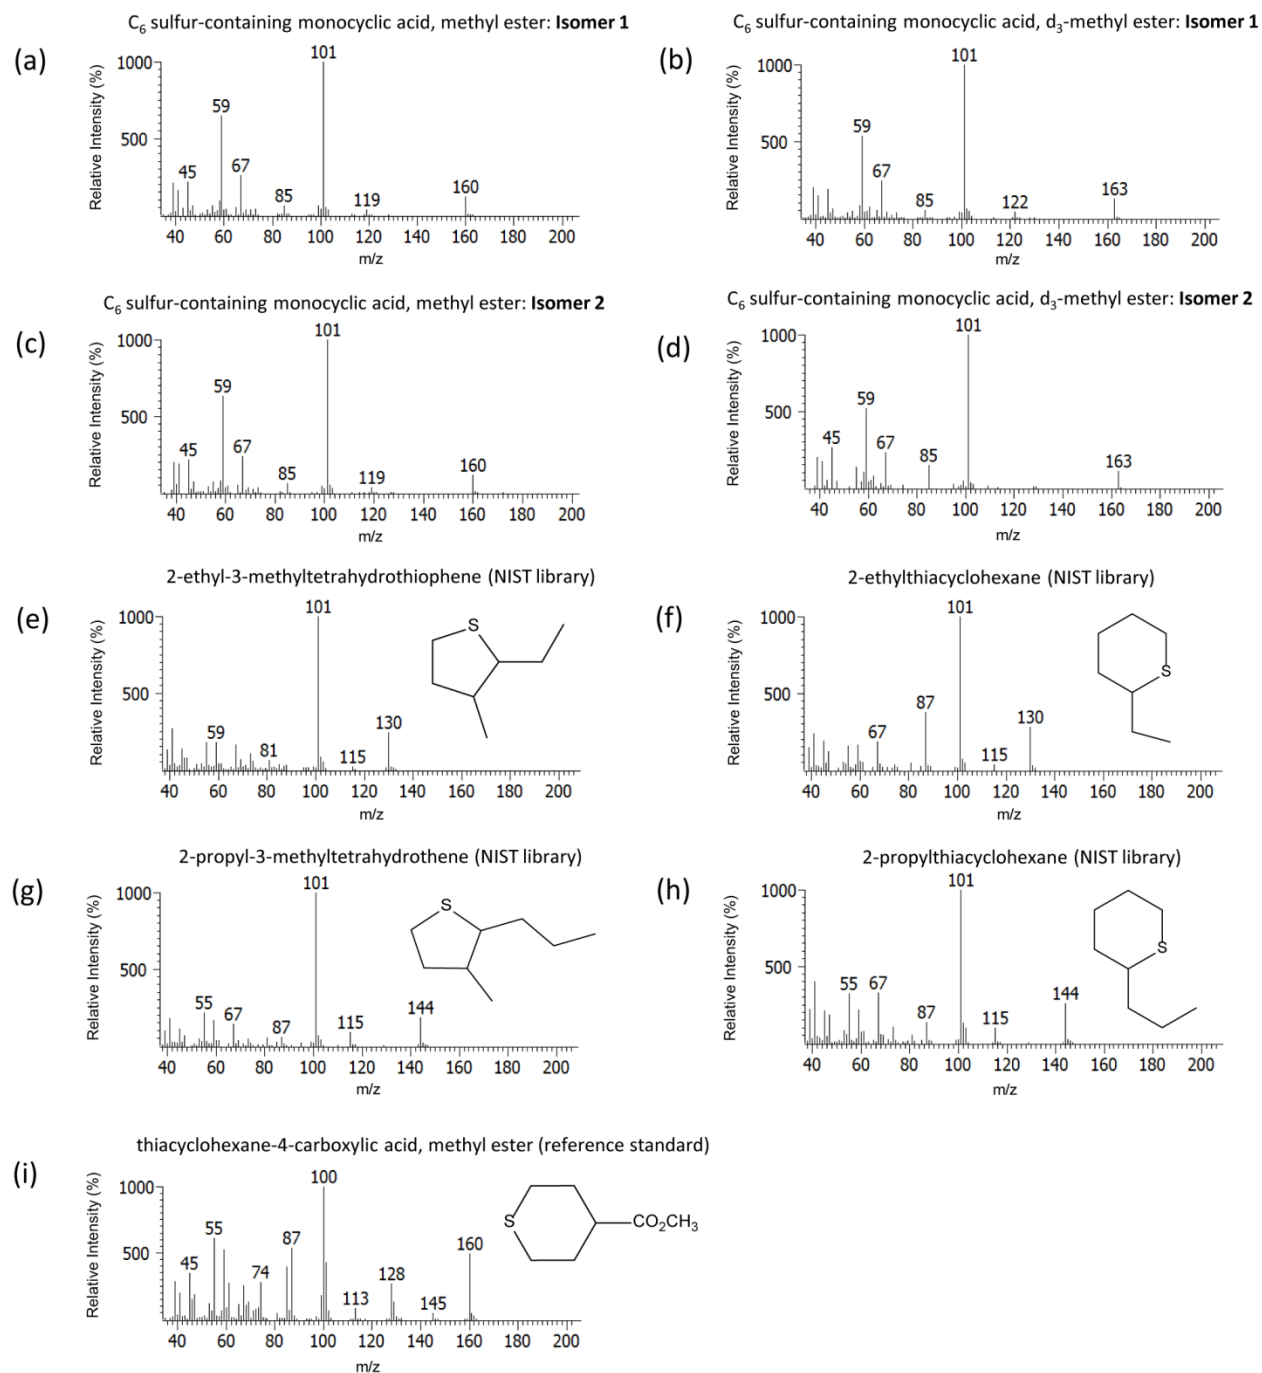 C6 sulfur-containing monocyclic acid, methyl ester: Isomer 1
(a)
Relative Intensity (%)
1000
500
101
59
45
67
85
119
160
40 60 80 100 120 140 160 180 200
m/z
C6 sulfur-containing monocyclic acid, d3-methyl ester: Isomer 1
(b)
Relative Intensity (%)
1000
500
101
59
67
85
122
163
40 60 80 100 120 140 160 180 200
m/z
C6 sulfur-containing monocyclic acid, methyl ester: Isomer 2
(c)
Relative Intensity (%)
1000
500
101
59
45
67
85
119
160
40 60 80 100 120 140 160 180 200
m/z
C6 sulfur-containing monocyclic acid, d3-methyl ester: Isomer 2
(d)
Relative Intensity (%)
1000
500
101
59
45
67
85
163
40 60 80 100 120 140 160 180 200
m/z
2-ethyl-3-methyltetrahydrothiophene (NIST library)
(e)
Relative Intensity (%)
1000
500
101
59
81
115
130
S
40 60 80 100 120 140 160 180 200
m/z
2-ethylthiacyclohexane (NIST library)
(f)
Relative Intensity (%)
1000
500
101
87
67
115
130
S
40 60 80 100 120 140 160 180 200
m/z
2-propyl-3-methyltetrahydrothene (NIST library)
(g)
Relative Intensity (%)
1000
500
101
55
67
87
115
144
S
40 60 80 100 120 140 160 180 200
m/z
2-propylthiacyclohexane (NIST library)
(h)
Relative Intensity (%)
1000
500
101
55
67
87
115
144
S
40 60 80 100 120 140 160 180 200
m/z
thiacyclohexane-4-carboxylic acid, methyl ester (reference standard)
(i)
Relative Intensity (%)
1000
500
100
55
87
45
74
113
128
145
160
S
CO2CH3
40 60 80 100 120 140 160 180 200
m/z